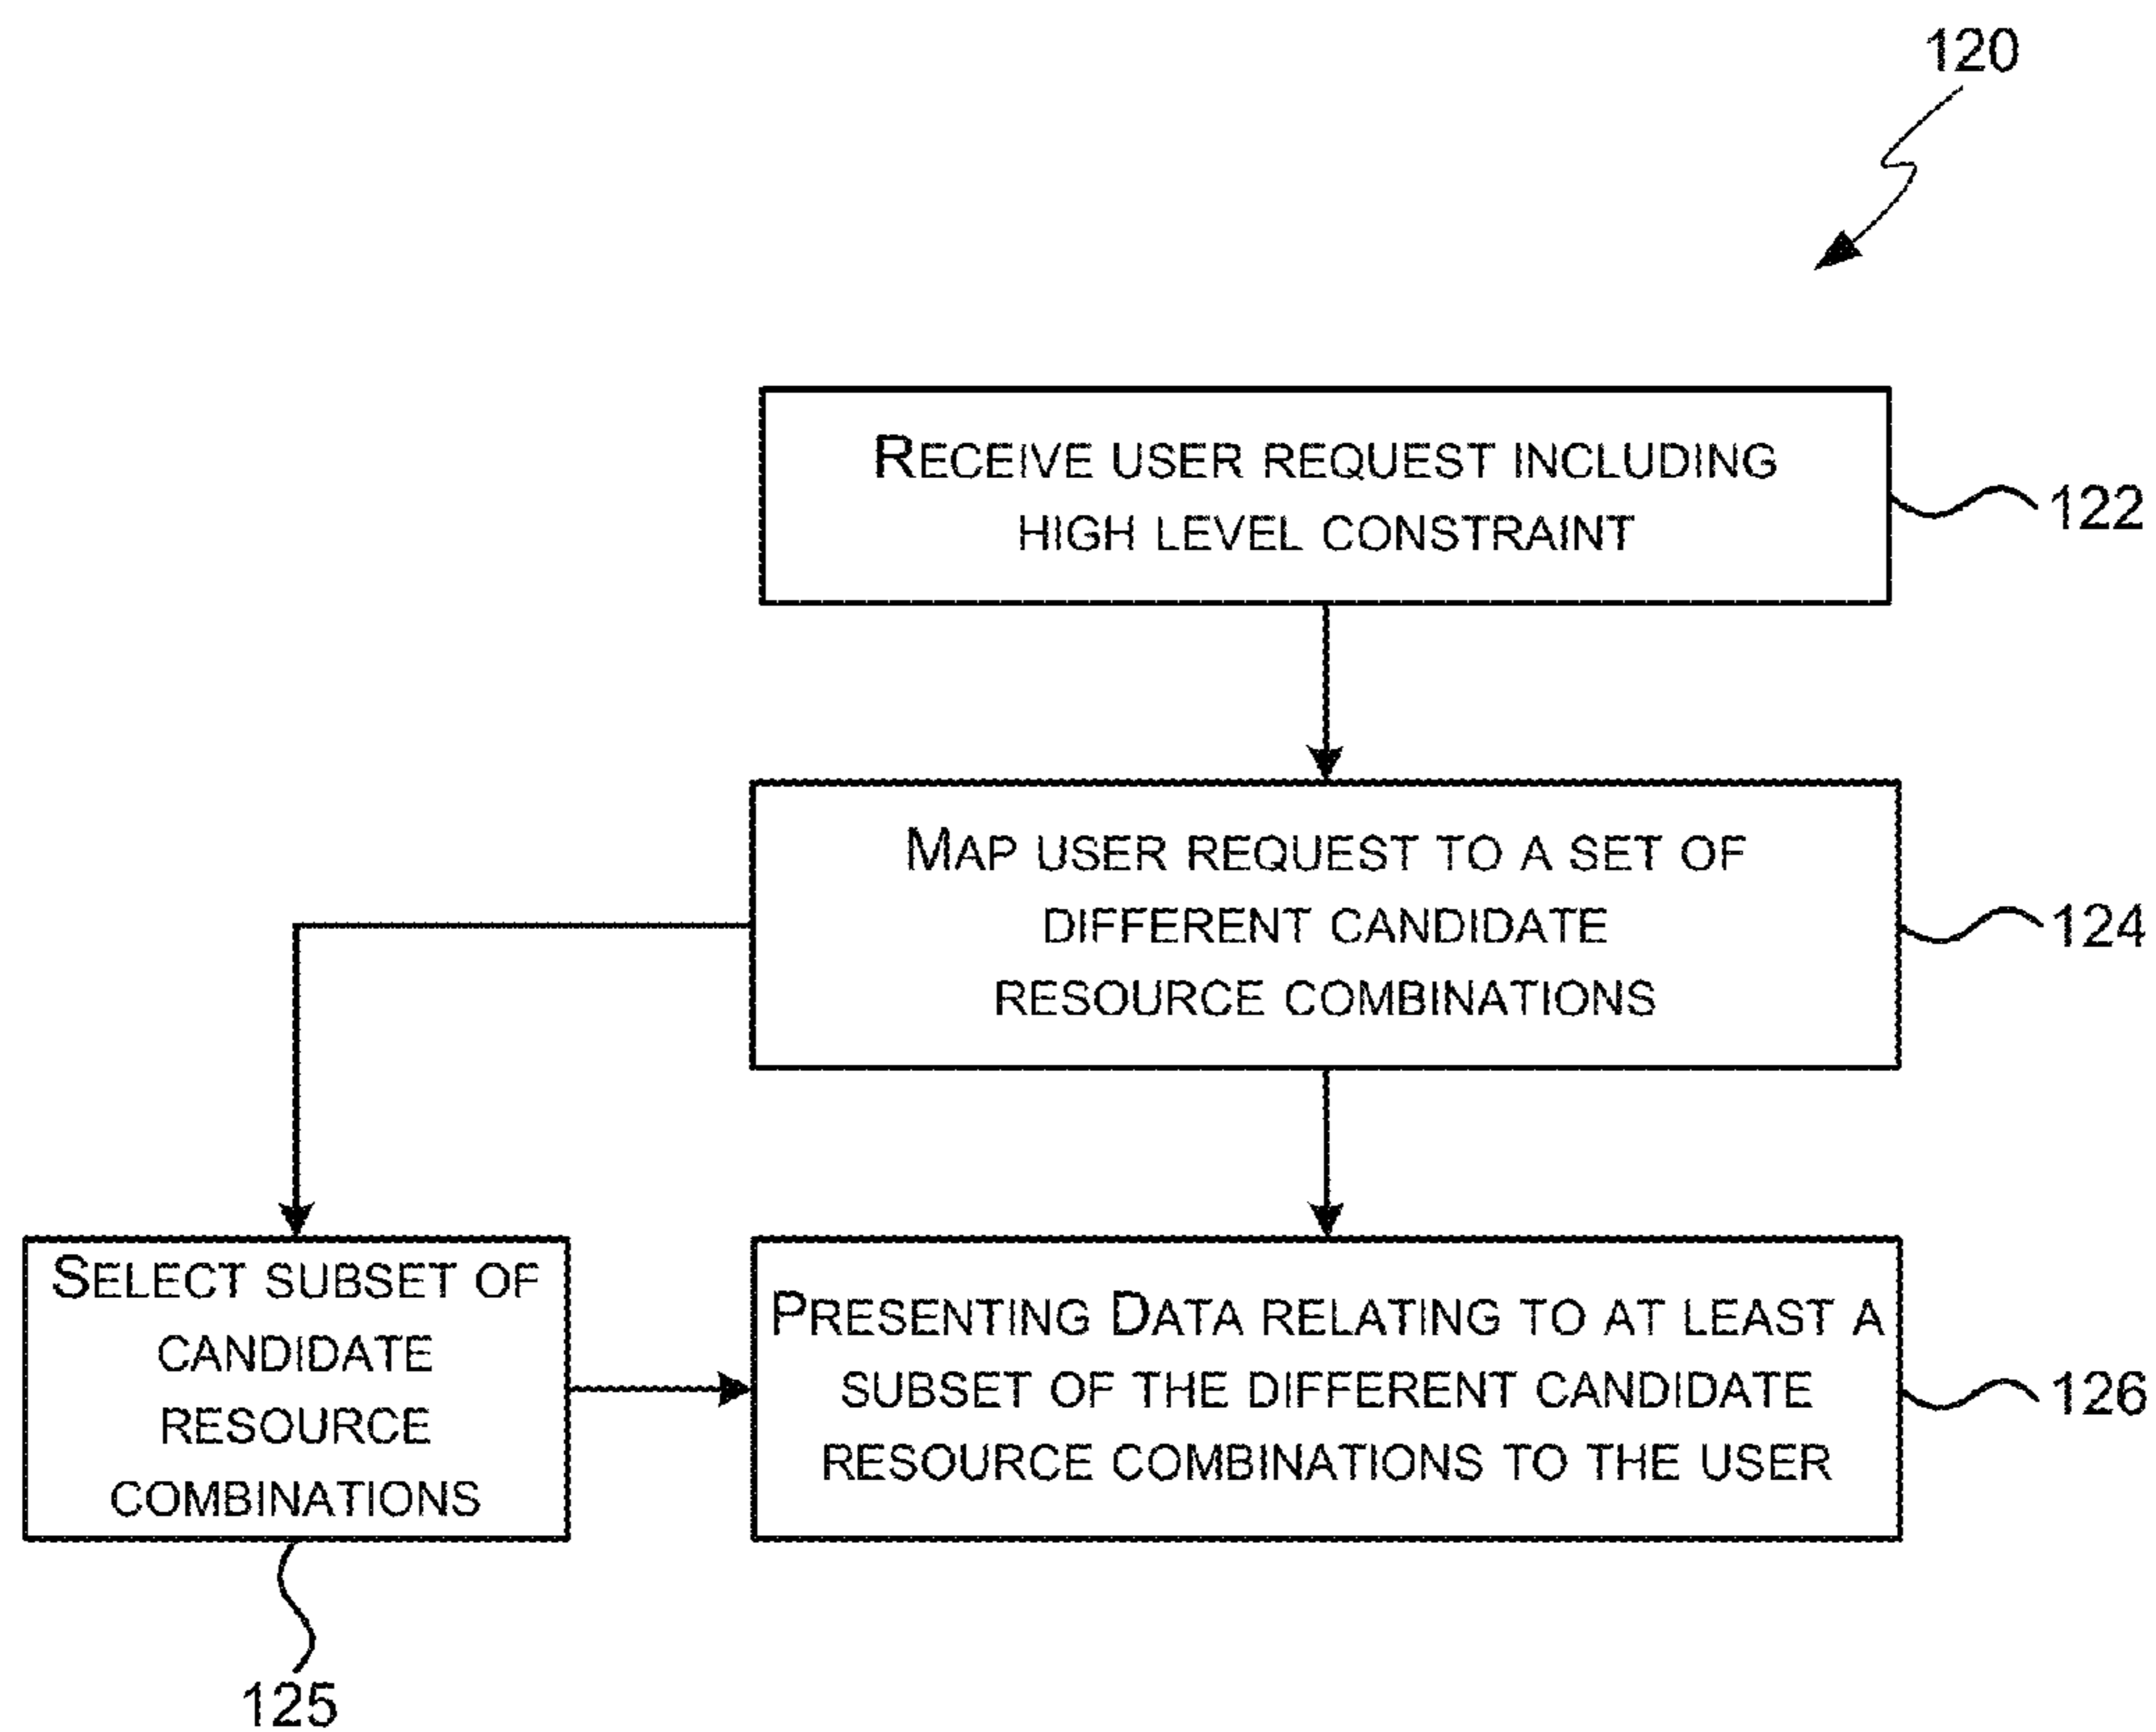 120
RECEIVE USER REQUEST INCLUDING
HIGH LEVEL CONSTRAINT
122
MAP USER REQUEST TO A SET OF
DIFFERENT CANDIDATE
RESOURCE COMBINATIONS
124
SELECT SUBSET OF
CANDIDATE
RESOURCE
COMBINATIONS
125
PRESENTING DATA RELATING TO AT LEAST A
SUBSET OF THE DIFFERENT CANDIDATE
RESOURCE COMBINATIONS TO THE USER
126